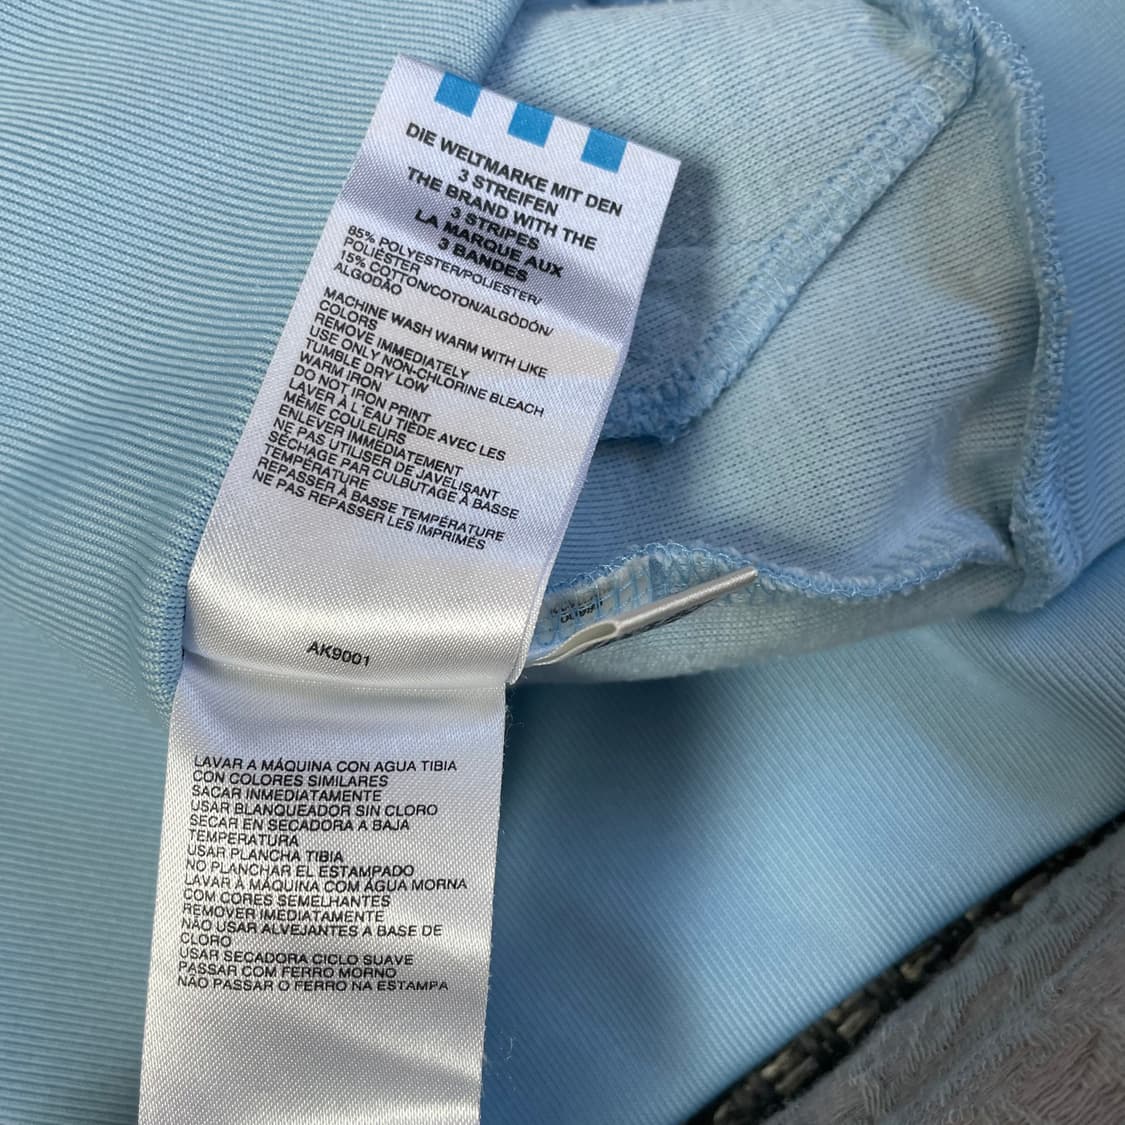 DIE WELTMARKE MIT DEN
3 STREIFEN
THE BRAND WITH THE
3 STRIPES
LA MARQUE AUX
3 BANDES
85% POLYESTER/POLIESTER/
POLIÉSTER
15% COTTON/COTON/ALGODÓN/
ALGODÃO
MACHINE WASH WARM WITH LIKE
COLORS
REMOVE IMMEDIATELY
USE ONLY NON-CHLORINE BLEACH
TUMBLE DRY LOW
WARM IRON
DO NOT IRON PRINT
LAVER À L'EAU TIÈDE AVEC LES
MÊME COULEURS
ENLEVER IMMÉDIATEMENT
NE PAS UTILISER DE JAVELISANT
SÉCHAGE PAR CULBUTAGE À BASSE
TEMPÉRATURE
REPASSER À BASSE TEMPÉRATURE
NE PAS REPASSER LES IMPRIMÉS
AK9001
LAVAR A MÁQUINA CON AGUA TIBIA
CON COLORES SIMILARES
SACAR INMEDIATAMENTE
USAR BLANQUEADOR SIN CLORO
SECAR EN SECADORA A BAJA
TEMPERATURA
USAR PLANCHA TIBIA
NO PLANCHAR EL ESTAMPADO
LAVAR À MÁQUINA COM ÁGUA MORNA
COM CORES SEMELHANTES
REMOVER IMEDIATAMENTE
NÃO USAR ALVEJANTES A BASE DE
CLORO
USAR SECADORA CICLO SUAVE
PASSAR COM FERRO MORNO
NÃO PASSAR O FERRO NA ESTAMPA